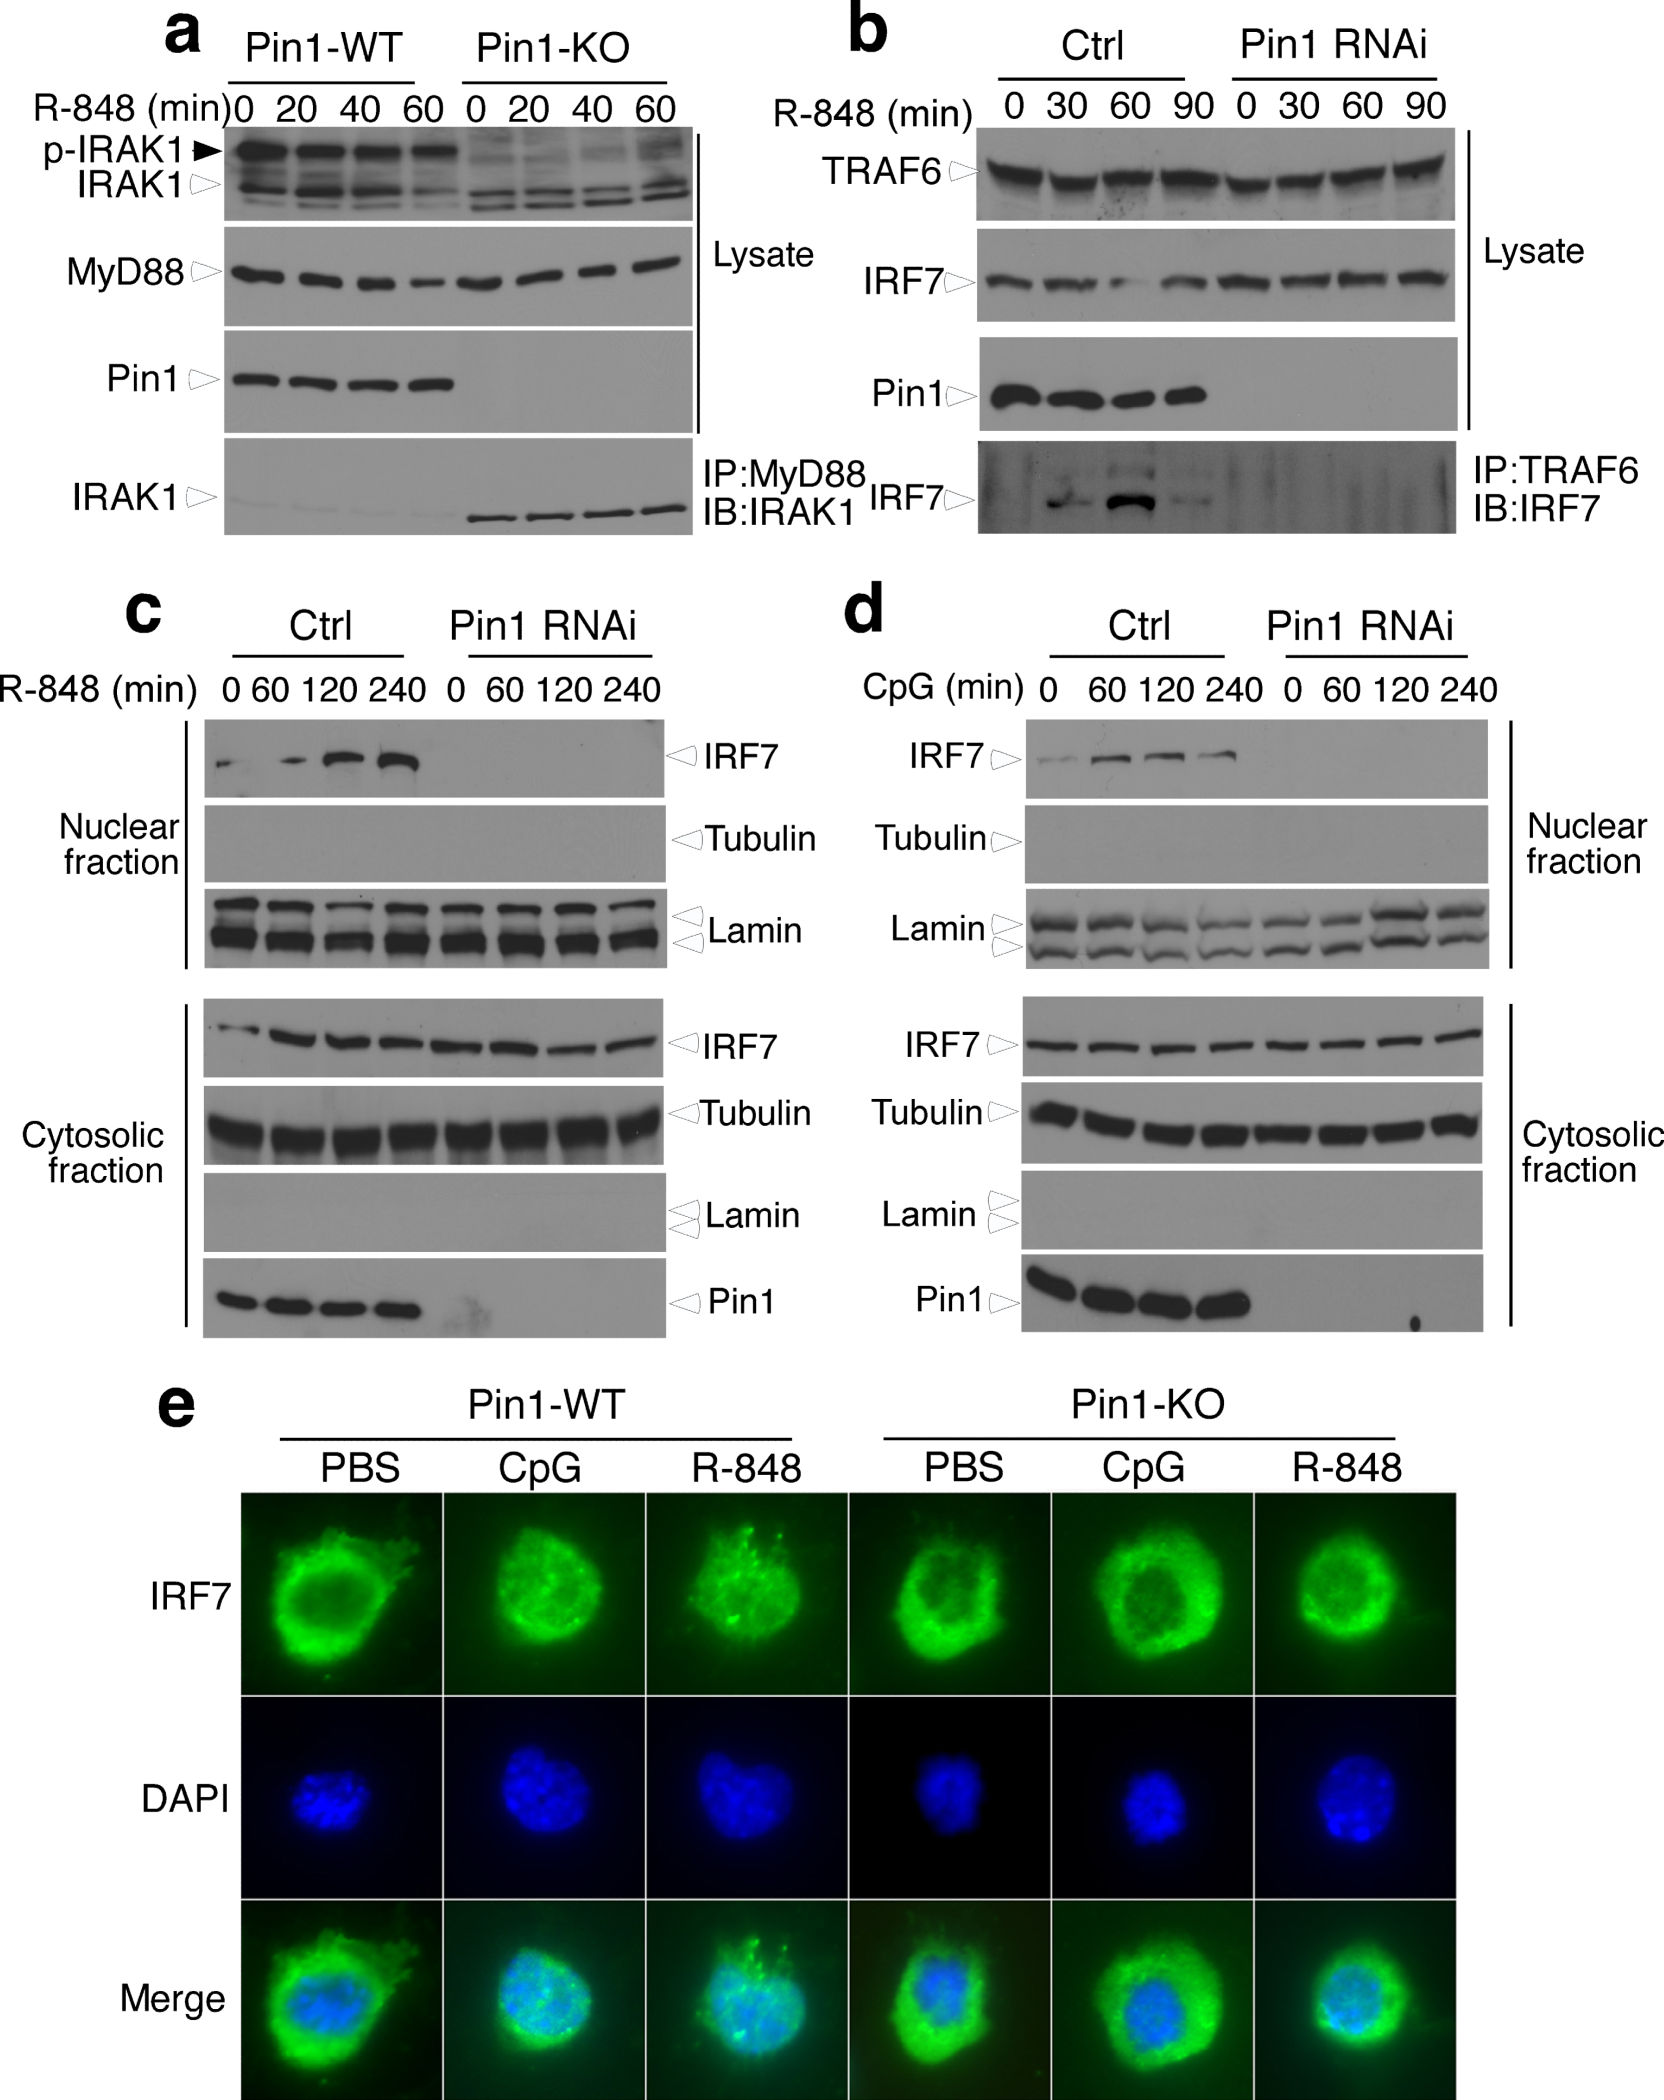 a
Pin1-WT Pin1-KO
R-848 (min) 0 20 40 60 0 20 40 60
p-IRAK1
IRAK1
MyD88
Lysate
Pin1
IRAK1
IP:MyD88
IB:IRAK1
b
Ctrl Pin1 RNAi
R-848 (min) 0 30 60 90 0 30 60 90
TRAF6
IRF7
Lysate
Pin1
IRF7
IP:TRAF6
IB:IRF7
c
Ctrl Pin1 RNAi
R-848 (min) 0 60 120 240 0 60 120 240
Nuclear
fraction
IRF7
Tubulin
Lamin
Cytosolic
fraction
IRF7
Tubulin
Lamin
Pin1
d
Ctrl Pin1 RNAi
CpG (min) 0 60 120 240 0 60 120 240
IRF7
Tubulin
Lamin
Nuclear
fraction
IRF7
Tubulin
Lamin
Pin1
Cytosolic
fraction
e
Pin1-WT Pin1-KO
PBS CpG R-848 PBS CpG R-848
IRF7
DAPI
Merge